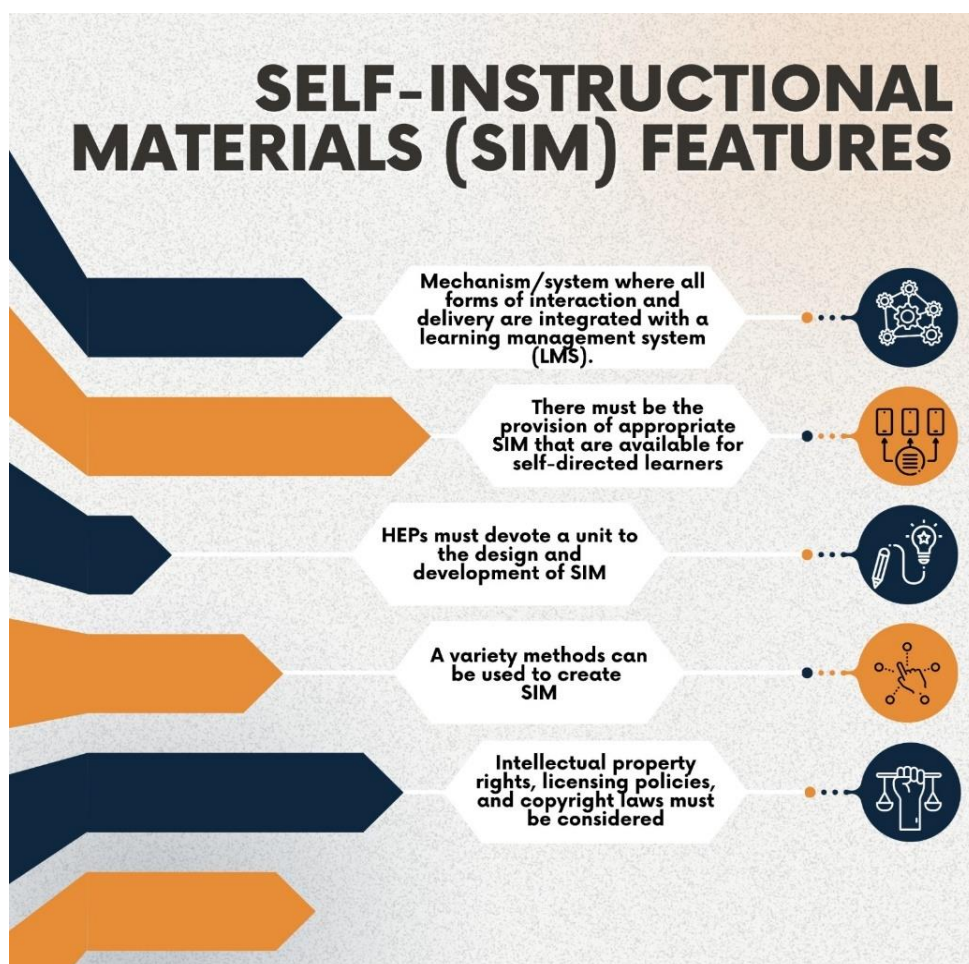 SELF-INSTRUCTIONAL
MATERIALS (SIM) FEATURES
Mechanism/system where all
forms of interaction and
delivery are integrated with a
learning management system
(LMS).
There must be the
provision of appropriate
SIM that are available for
self-directed learners
HEPs must devote a unit to
the design and
development of SIM
A variety methods can
be used to create
SIM
Intellectual property
rights, licensing policies,
and copyright laws must
be considered